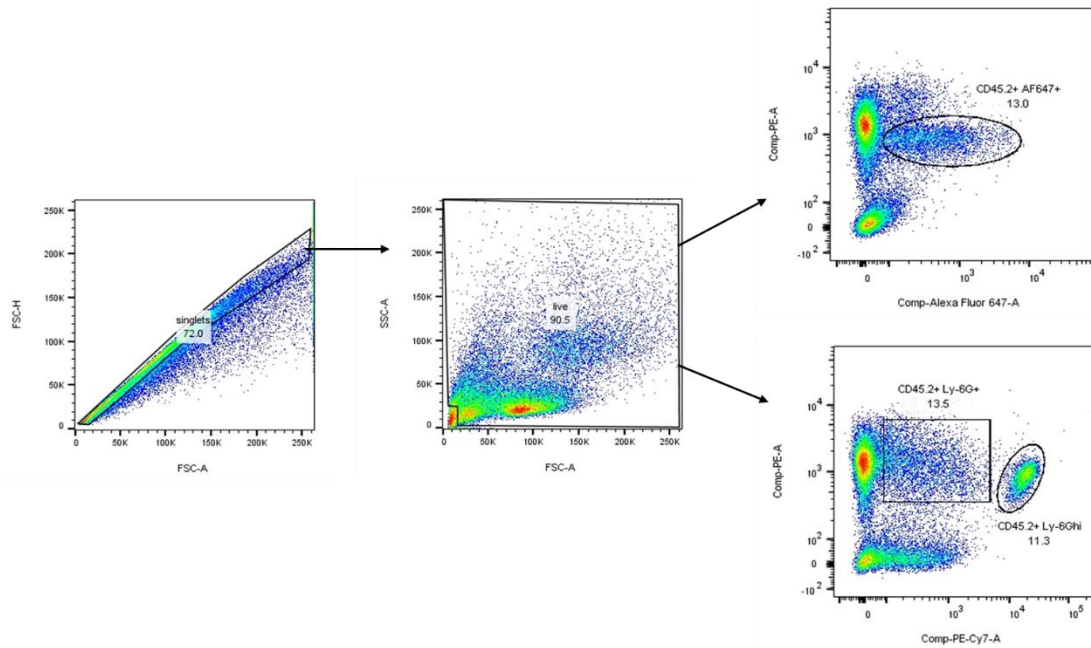 FSC-H
250K
200K
150K
100K
50K
0
singlets
72.0
50K
100K
150K
200K
250K
FSC-A
SSC-A
250K
200K
150K
100K
50K
0
live
90.5
50K
100K
150K
200K
250K
FSC-A
Comp-PE-A
10^4
10^3
10^2
0
-10^2
CD45.2+ AF647+
13.0
0
10^3
10^4
Comp-Alexa Fluor 647-A
Comp-PE-A
10^4
10^3
10^2
0
-10^2
CD45.2+ Ly-6G+
13.5
CD45.2+ Ly-6Ghi
11.3
0
10^3
10^4
10^5
Comp-PE-Cy7-A